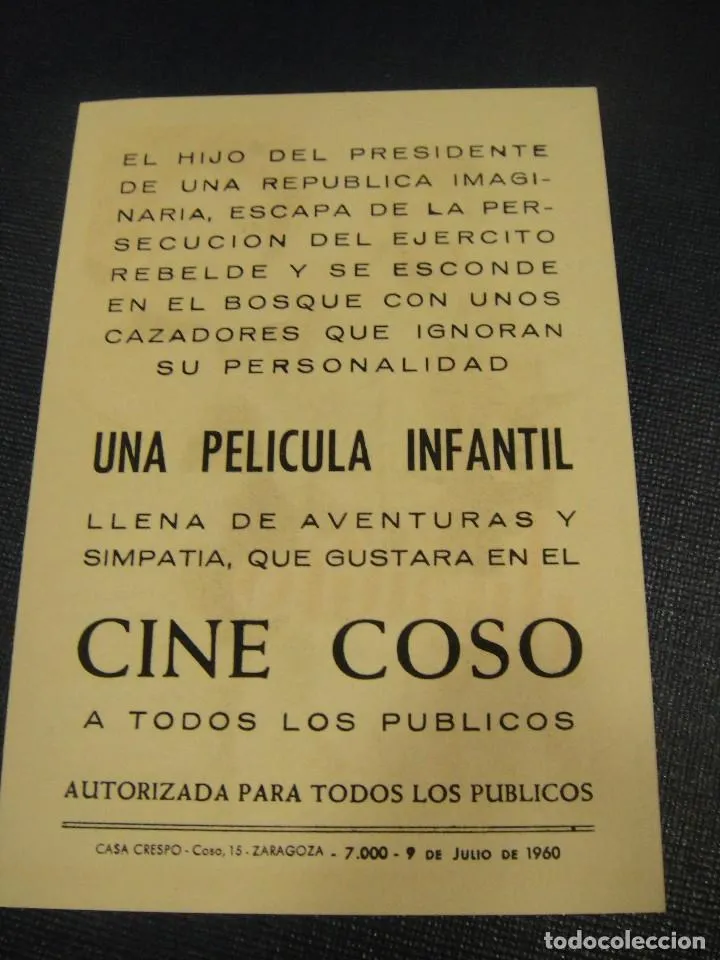 EL HIJO DEL PRESIDENTE
DE UNA REPUBLICA IMAGI-
NARIA, ESCAPA DE LA PER-
SECUCION DEL EJERCITO
REBELDE Y SE ESCONDE
EN EL BOSQUE CON UNOS
CAZADORES QUE IGNORAN
SU PERSONALIDAD
UNA PELICULA INFANTIL
LLENA DE AVENTURAS Y
SIMPATIA, QUE GUSTARA EN EL
CINE COSO
A TODOS LOS PUBLICOS
AUTORIZADA PARA TODOS LOS PUBLICOS
CASA CRESPO - Coso, 15 - ZARAGOZA - 7.000 - 9 DE JULIO DE 1960
todocoleccion